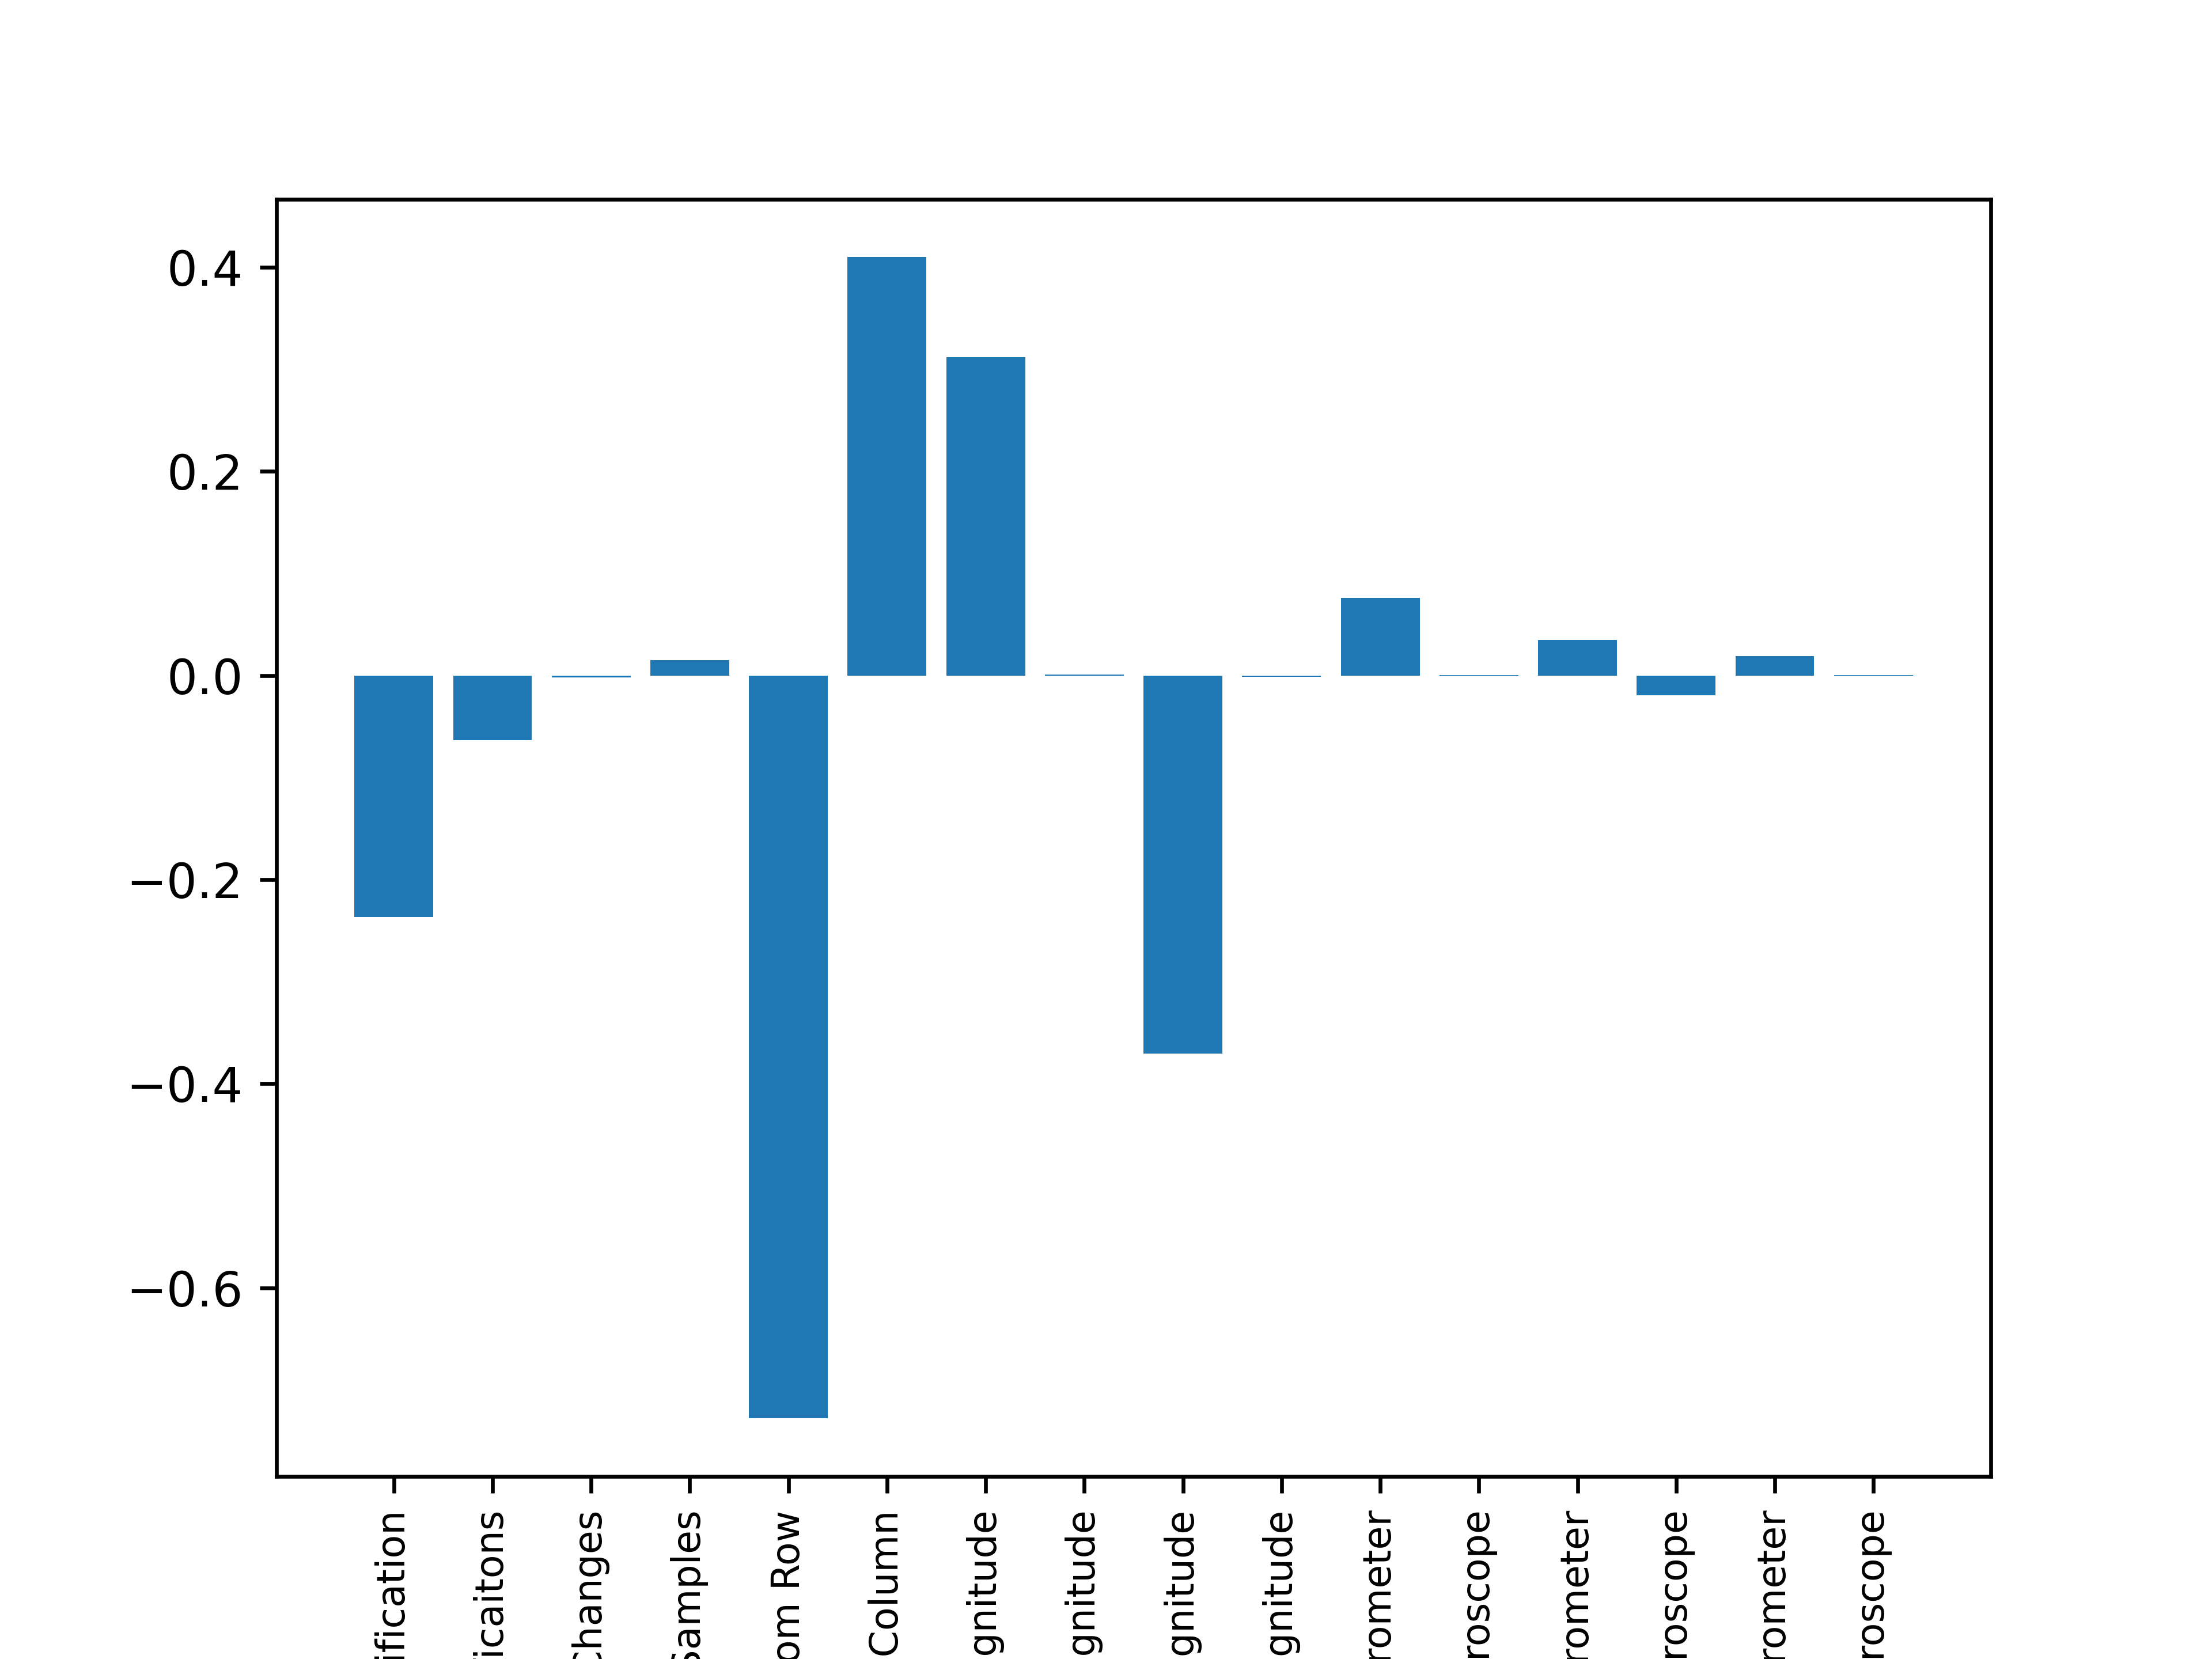 0.4
0.2
0.0
−0.2
−0.4
−0.6
ification
icaitons
hanges
Samples
om Row
Column
gnitude
gnitude
gnitude
gnitude
rometer
roscope
rometer
roscope
rometer
roscope